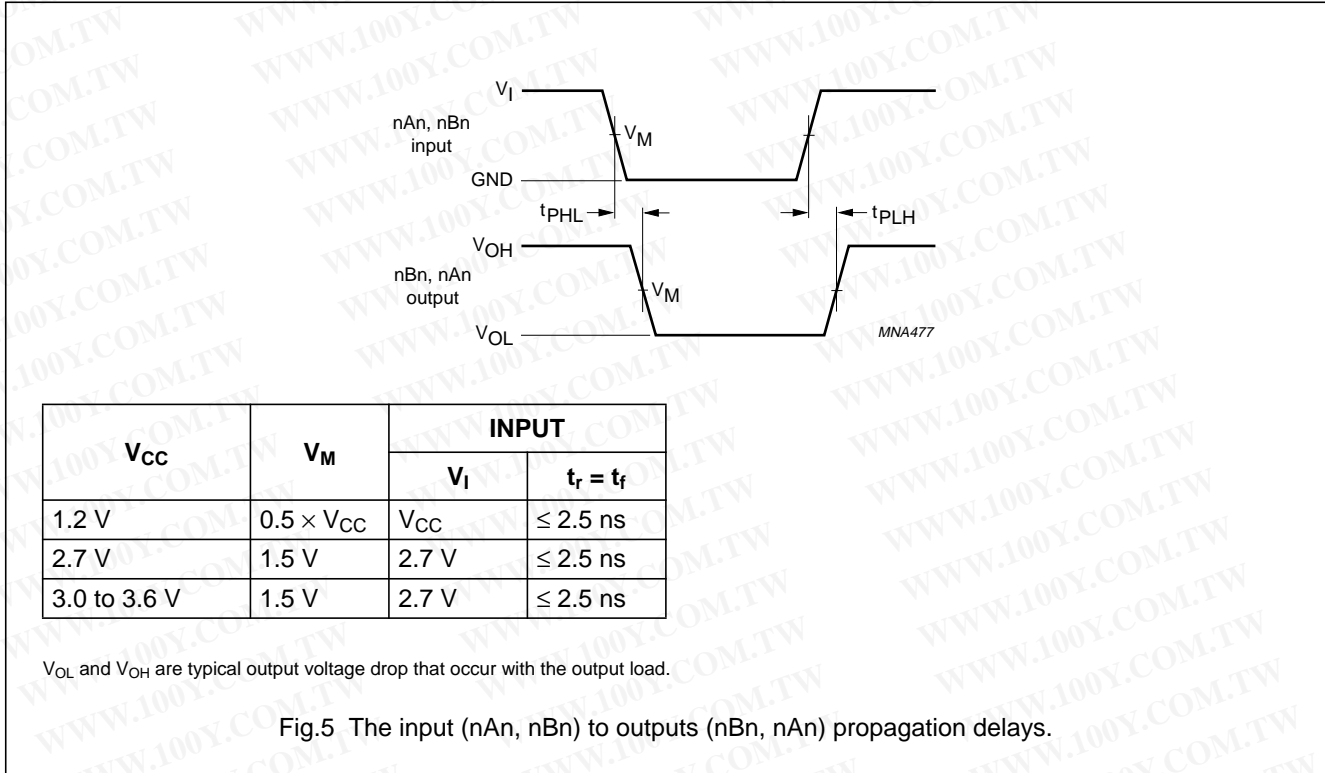 V_I
nAn, nBn
input
V_M
GND
t_PHL
t_PLH
V_OH
nBn, nAn
output
V_M
V_OL
MNA477
V_CC V_M INPUT
V_I t_r = t_f
1.2 V 0.5 × V_CC V_CC ≤ 2.5 ns
2.7 V 1.5 V 2.7 V ≤ 2.5 ns
3.0 to 3.6 V 1.5 V 2.7 V ≤ 2.5 ns
V_OL and V_OH are typical output voltage drop that occur with the output load.
Fig.5 The input (nAn, nBn) to outputs (nBn, nAn) propagation delays.
WWW.100Y.COM.TW